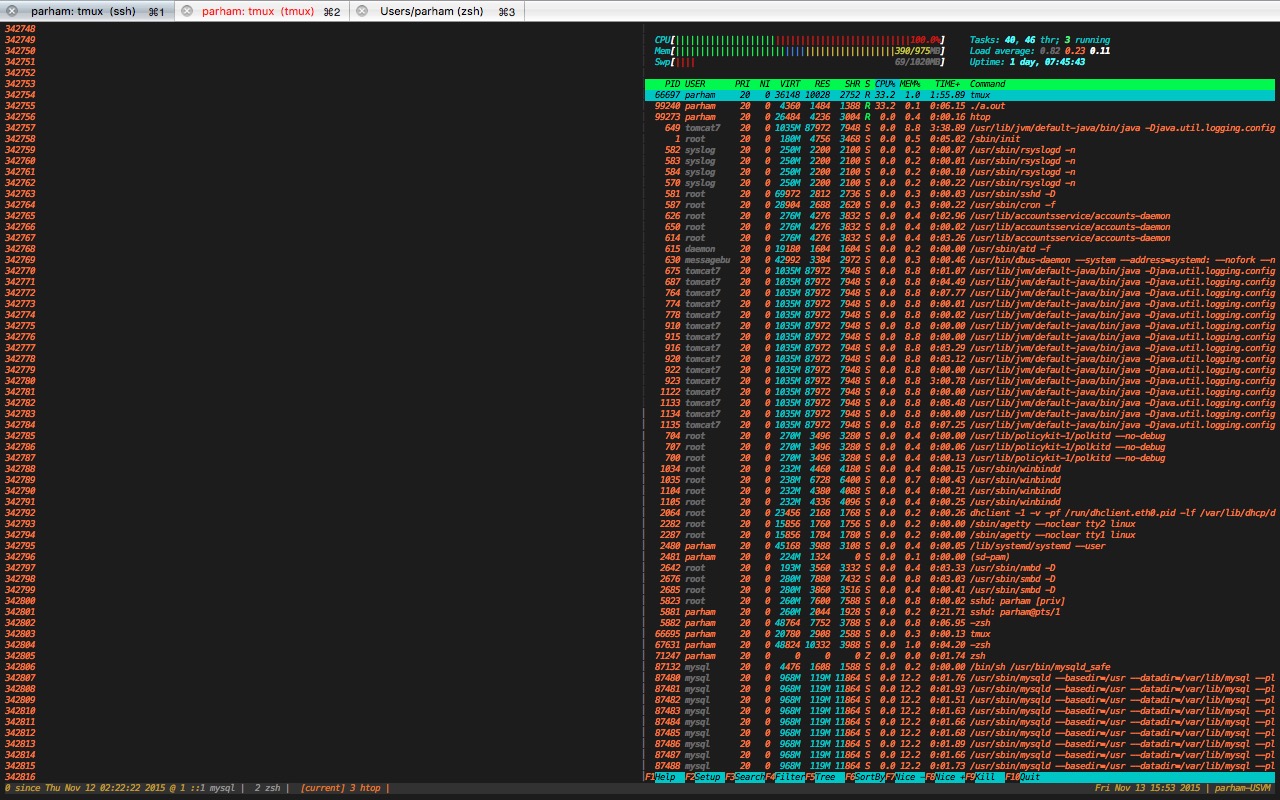 parham: tmux (ssh) ⌘1 parham: tmux (tmux) ⌘2 Users/parham (zsh) ⌘3
342748
342749
342750
342751
342752
342753
342754
342755
342756
342757
342758
342759
342760
342761
342762
342763
342764
342765
342766
342767
342768
342769
342770
342771
342772
342773
342774
342775
342776
342777
342778
342779
342780
342781
342782
342783
342784
342785
342786
342787
342788
342789
342790
342791
342792
342793
342794
342795
342796
342797
342798
342799
342800
342801
342802
342803
342804
342805
342806
342807
342808
342809
342810
342811
342812
342813
342814
342815
342816
CPU[||||||||||||||||||||||||||||||||||||||||||||||100.0%] Tasks: 40, 46 thr; 3 running
Mem[||||||||||||||||||||||||||||||||||||||||||||390/975MB] Load average: 0.82 0.23 0.11
Swp[|||| 69/1020MB] Uptime: 1 day, 07:45:43
PID USER PRI NI VIRT RES SHR S CPU% MEM% TIME+ Command
66697 parham 20 0 36148 10028 2752 R 33.2 1.0 1:55.89 tmux
99240 parham 20 0 4360 1484 1388 R 33.2 0.1 0:06.15 ./a.out
99273 parham 20 0 26484 4236 3004 R 0.0 0.4 0:00.16 htop
649 tomcat7 20 0 1035M 87972 7948 S 0.0 8.8 3:38.89 /usr/lib/jvm/default-java/bin/java -Djava.util.logging.config
1 root 20 0 180M 4756 3468 S 0.0 0.5 0:05.02 /sbin/init
582 syslog 20 0 250M 2200 2100 S 0.0 0.2 0:00.07 /usr/sbin/rsyslogd -n
583 syslog 20 0 250M 2200 2100 S 0.0 0.2 0:00.01 /usr/sbin/rsyslogd -n
584 syslog 20 0 250M 2200 2100 S 0.0 0.2 0:00.10 /usr/sbin/rsyslogd -n
570 syslog 20 0 250M 2200 2100 S 0.0 0.2 0:00.22 /usr/sbin/rsyslogd -n
581 root 20 0 69972 2812 2736 S 0.0 0.3 0:00.03 /usr/sbin/sshd -D
587 root 20 0 28904 2688 2620 S 0.0 0.3 0:00.22 /usr/sbin/cron -f
626 root 20 0 276M 4276 3832 S 0.0 0.4 0:02.96 /usr/lib/accountsservice/accounts-daemon
650 root 20 0 276M 4276 3832 S 0.0 0.4 0:00.02 /usr/lib/accountsservice/accounts-daemon
614 root 20 0 276M 4276 3832 S 0.0 0.4 0:03.26 /usr/lib/accountsservice/accounts-daemon
615 daemon 20 0 19180 1604 1604 S 0.0 0.2 0:00.00 /usr/sbin/atd -f
630 messagebu 20 0 42992 3384 2972 S 0.0 0.3 0:00.46 /usr/bin/dbus-daemon --system --address=systemd: --nofork --n
675 tomcat7 20 0 1035M 87972 7948 S 0.0 8.8 0:01.07 /usr/lib/jvm/default-java/bin/java -Djava.util.logging.config
687 tomcat7 20 0 1035M 87972 7948 S 0.0 8.8 0:04.49 /usr/lib/jvm/default-java/bin/java -Djava.util.logging.config
764 tomcat7 20 0 1035M 87972 7948 S 0.0 8.8 0:07.77 /usr/lib/jvm/default-java/bin/java -Djava.util.logging.config
774 tomcat7 20 0 1035M 87972 7948 S 0.0 8.8 0:00.01 /usr/lib/jvm/default-java/bin/java -Djava.util.logging.config
778 tomcat7 20 0 1035M 87972 7948 S 0.0 8.8 0:00.02 /usr/lib/jvm/default-java/bin/java -Djava.util.logging.config
910 tomcat7 20 0 1035M 87972 7948 S 0.0 8.8 0:00.00 /usr/lib/jvm/default-java/bin/java -Djava.util.logging.config
915 tomcat7 20 0 1035M 87972 7948 S 0.0 8.8 0:00.00 /usr/lib/jvm/default-java/bin/java -Djava.util.logging.config
916 tomcat7 20 0 1035M 87972 7948 S 0.0 8.8 0:03.29 /usr/lib/jvm/default-java/bin/java -Djava.util.logging.config
920 tomcat7 20 0 1035M 87972 7948 S 0.0 8.8 0:03.12 /usr/lib/jvm/default-java/bin/java -Djava.util.logging.config
922 tomcat7 20 0 1035M 87972 7948 S 0.0 8.8 0:00.00 /usr/lib/jvm/default-java/bin/java -Djava.util.logging.config
923 tomcat7 20 0 1035M 87972 7948 S 0.0 8.8 3:00.78 /usr/lib/jvm/default-java/bin/java -Djava.util.logging.config
1122 tomcat7 20 0 1035M 87972 7948 S 0.0 8.8 0:00.00 /usr/lib/jvm/default-java/bin/java -Djava.util.logging.config
1133 tomcat7 20 0 1035M 87972 7948 S 0.0 8.8 0:08.48 /usr/lib/jvm/default-java/bin/java -Djava.util.logging.config
1134 tomcat7 20 0 1035M 87972 7948 S 0.0 8.8 0:00.00 /usr/lib/jvm/default-java/bin/java -Djava.util.logging.config
1135 tomcat7 20 0 1035M 87972 7948 S 0.0 8.8 0:07.25 /usr/lib/jvm/default-java/bin/java -Djava.util.logging.config
704 root 20 0 270M 3496 3280 S 0.0 0.4 0:00.00 /usr/lib/policykit-1/polkitd --no-debug
707 root 20 0 270M 3496 3280 S 0.0 0.4 0:00.06 /usr/lib/policykit-1/polkitd --no-debug
700 root 20 0 270M 3496 3280 S 0.0 0.4 0:00.13 /usr/lib/policykit-1/polkitd --no-debug
1034 root 20 0 232M 4460 4180 S 0.0 0.4 0:00.15 /usr/sbin/winbindd
1035 root 20 0 238M 6728 6400 S 0.0 0.7 0:00.43 /usr/sbin/winbindd
1104 root 20 0 232M 4380 4088 S 0.0 0.4 0:00.21 /usr/sbin/winbindd
1105 root 20 0 232M 4336 4096 S 0.0 0.4 0:00.25 /usr/sbin/winbindd
2064 root 20 0 23456 2168 1768 S 0.0 0.2 0:00.26 dhclient -1 -v -pf /run/dhclient.eth0.pid -lf /var/lib/dhcp/d
2282 root 20 0 15856 1760 1756 S 0.0 0.2 0:00.00 /sbin/agetty --noclear tty2 linux
2287 root 20 0 15856 1784 1780 S 0.0 0.2 0:00.00 /sbin/agetty --noclear tty1 linux
2480 parham 20 0 45168 3988 3108 S 0.0 0.4 0:00.05 /lib/systemd/systemd --user
2481 parham 20 0 224M 1324 0 S 0.0 0.1 0:00.00 (sd-pam)
2642 root 20 0 193M 3560 3332 S 0.0 0.4 0:03.33 /usr/sbin/nmbd -D
2676 root 20 0 280M 7880 7432 S 0.0 0.8 0:03.03 /usr/sbin/smbd -D
2685 root 20 0 280M 3860 3516 S 0.0 0.4 0:00.41 /usr/sbin/smbd -D
5823 root 20 0 260M 7600 7588 S 0.0 0.8 0:00.02 sshd: parham [priv]
5881 parham 20 0 260M 2044 1928 S 0.0 0.2 0:21.71 sshd: parham@pts/1
5882 parham 20 0 48764 7752 3788 S 0.0 0.8 0:06.95 -zsh
66695 parham 20 0 20780 2908 2588 S 0.0 0.3 0:00.13 tmux
67631 parham 20 0 48824 10332 3988 S 0.0 1.0 0:04.20 -zsh
71247 parham 20 0 0 0 0 Z 0.0 0.0 0:01.74 zsh
87132 mysql 20 0 4476 1608 1588 S 0.0 0.2 0:00.00 /bin/sh /usr/bin/mysqld_safe
87480 mysql 20 0 968M 119M 11864 S 0.0 12.2 0:01.76 /usr/sbin/mysqld --basedir=/usr --datadir=/var/lib/mysql --pl
87481 mysql 20 0 968M 119M 11864 S 0.0 12.2 0:01.93 /usr/sbin/mysqld --basedir=/usr --datadir=/var/lib/mysql --pl
87482 mysql 20 0 968M 119M 11864 S 0.0 12.2 0:01.51 /usr/sbin/mysqld --basedir=/usr --datadir=/var/lib/mysql --pl
87483 mysql 20 0 968M 119M 11864 S 0.0 12.2 0:01.63 /usr/sbin/mysqld --basedir=/usr --datadir=/var/lib/mysql --pl
87484 mysql 20 0 968M 119M 11864 S 0.0 12.2 0:01.66 /usr/sbin/mysqld --basedir=/usr --datadir=/var/lib/mysql --pl
87485 mysql 20 0 968M 119M 11864 S 0.0 12.2 0:01.68 /usr/sbin/mysqld --basedir=/usr --datadir=/var/lib/mysql --pl
87486 mysql 20 0 968M 119M 11864 S 0.0 12.2 0:01.89 /usr/sbin/mysqld --basedir=/usr --datadir=/var/lib/mysql --pl
87487 mysql 20 0 968M 119M 11864 S 0.0 12.2 0:01.66 /usr/sbin/mysqld --basedir=/usr --datadir=/var/lib/mysql --pl
87488 mysql 20 0 968M 119M 11864 S 0.0 12.2 0:01.73 /usr/sbin/mysqld --basedir=/usr --datadir=/var/lib/mysql --pl
F1Help F2Setup F3SearchF4FilterF5Tree F6SortByF7Nice -F8Nice +F9Kill F10Quit
0 since Thu Nov 12 02:22:22 2015 @ 1 ::1 mysql | 2 zsh | [current] 3 htop | Fri Nov 13 15:53 2015 | parham-USVM